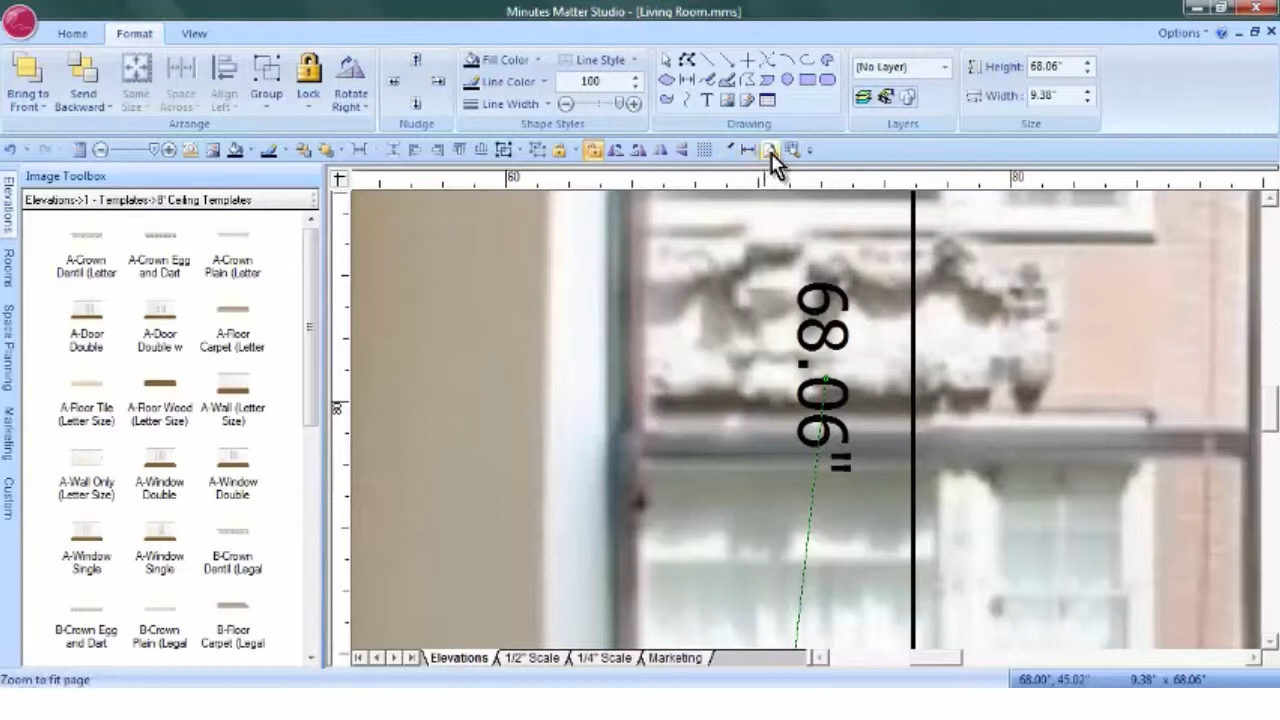 Minutes Matter Studio - [Living Room.mms]
Home Format View Options
Bring to Front
Send Backward
Same Size
Space Across
Align Left
Group
Lock
Rotate Right
Arrange
Nudge
Fill Color
Line Style
Line Color
100
Line Width
Shape Styles
Drawing
(No Layer)
Layers
Height: 68.06"
Width: 9.38"
Size
Image Toolbox
Elevations->1 - Templates->8' Ceiling Templates
Elevations
Rooms
Space Planning
Marketing
Custom
A-Crown Dentil (Letter
A-Crown Egg and Dart
A-Crown Plain (Letter
A-Door Double
A-Door Double w
A-Floor Carpet (Letter
A-Floor Tile (Letter Size)
A-Floor Wood (Letter Size)
A-Wall (Letter Size)
A-Wall Only (Letter Size)
A-Window Double
A-Window Double
A-Window Single
A-Window Single
B-Crown Dentil (Legal
B-Crown Egg and Dart
B-Crown Plain (Legal
B-Floor Carpet (Legal
60
80
68.06"
Elevations 1/2" Scale 1/4" Scale Marketing
Zoom to fit page
68.00", 45.02" 9.38" x 68.06"